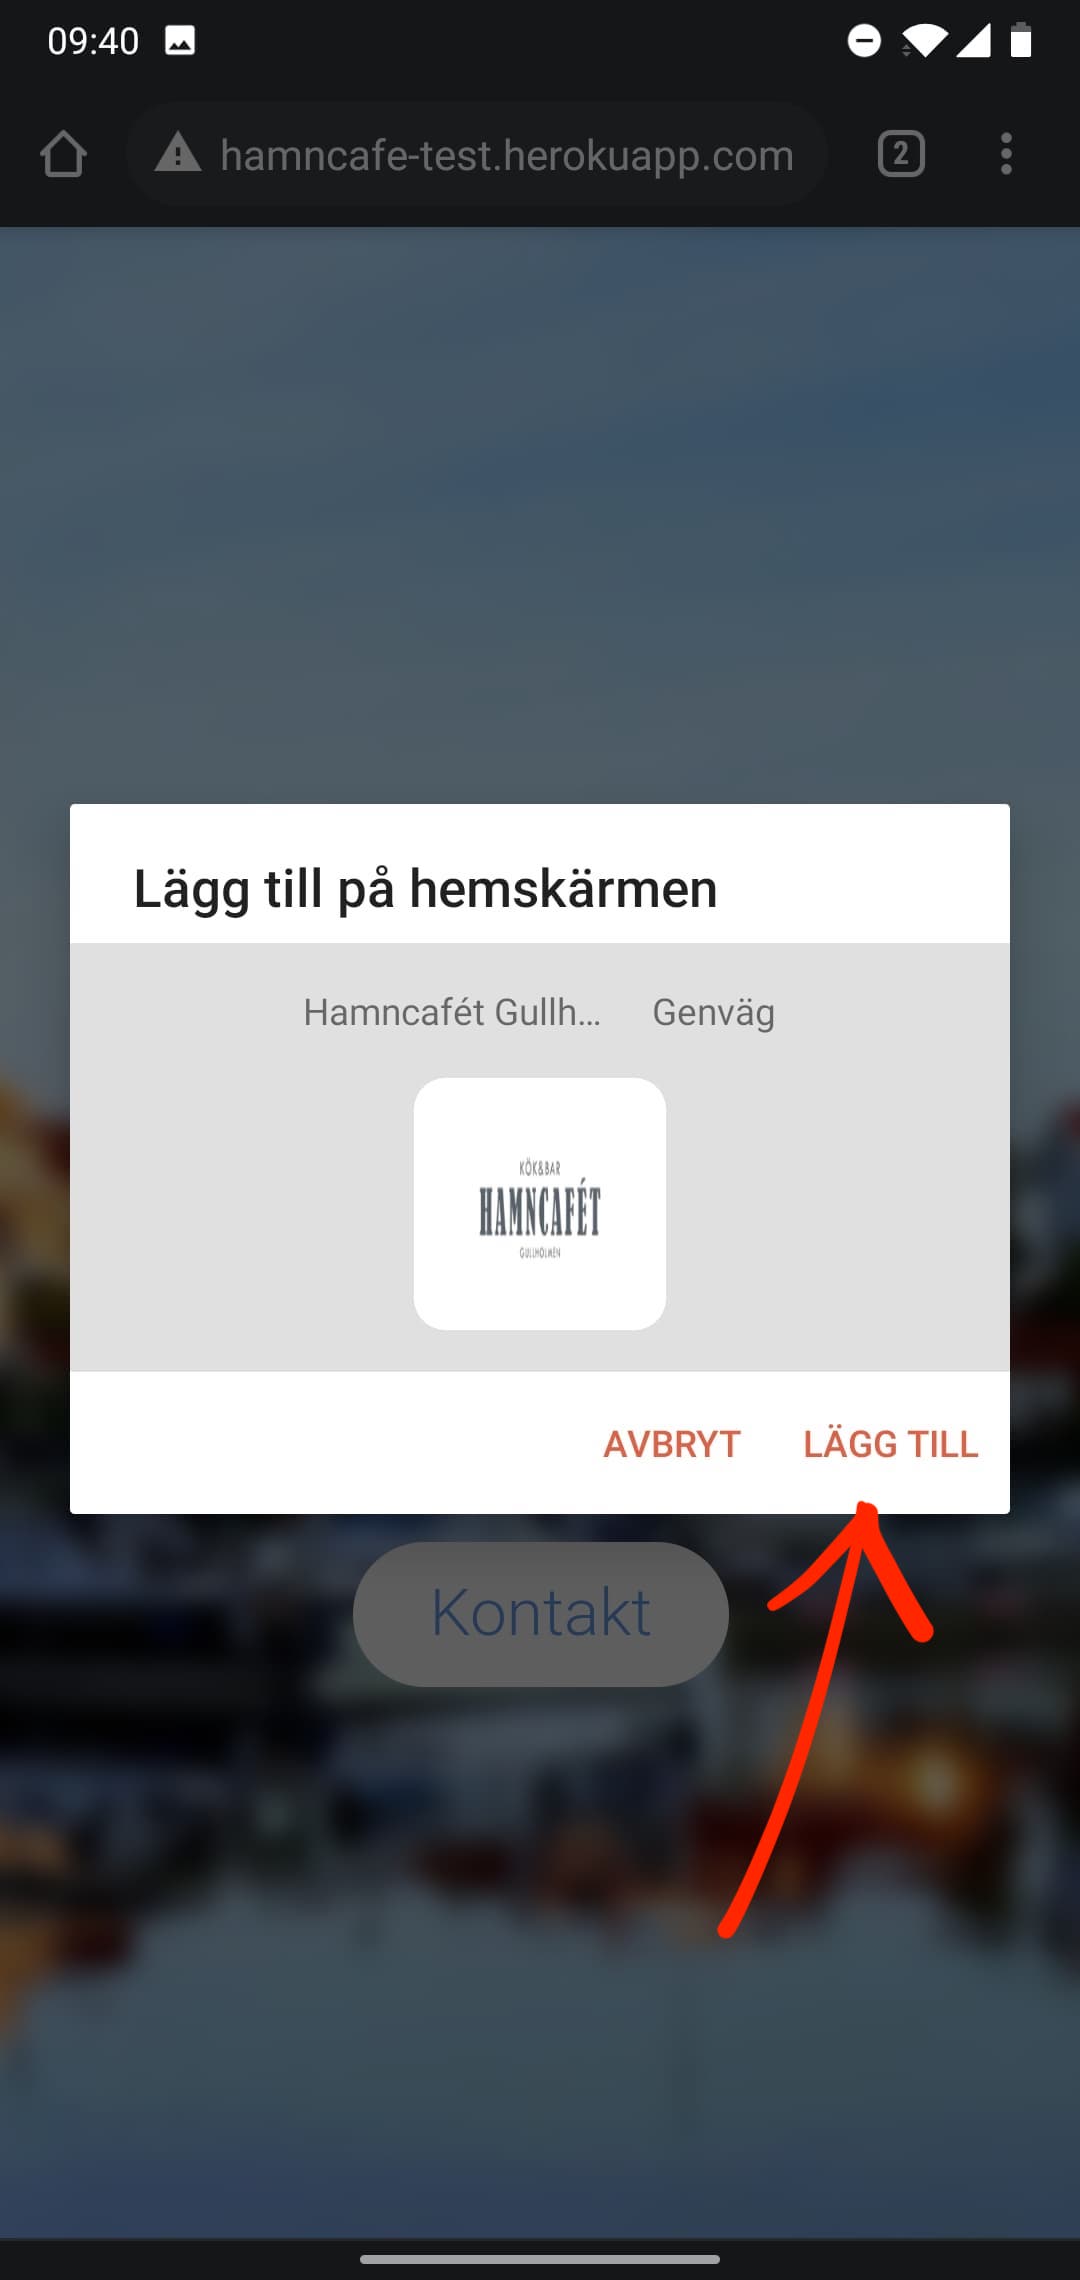 09:40
hamncafe-test.herokuapp.com
2
Lägg till på hemskärmen
Hamncafét Gullh… Genväg
KÖK&BAR
HAMNCAFÉT
GULLHOLMEN
AVBRYT LÄGG TILL
Kontakt